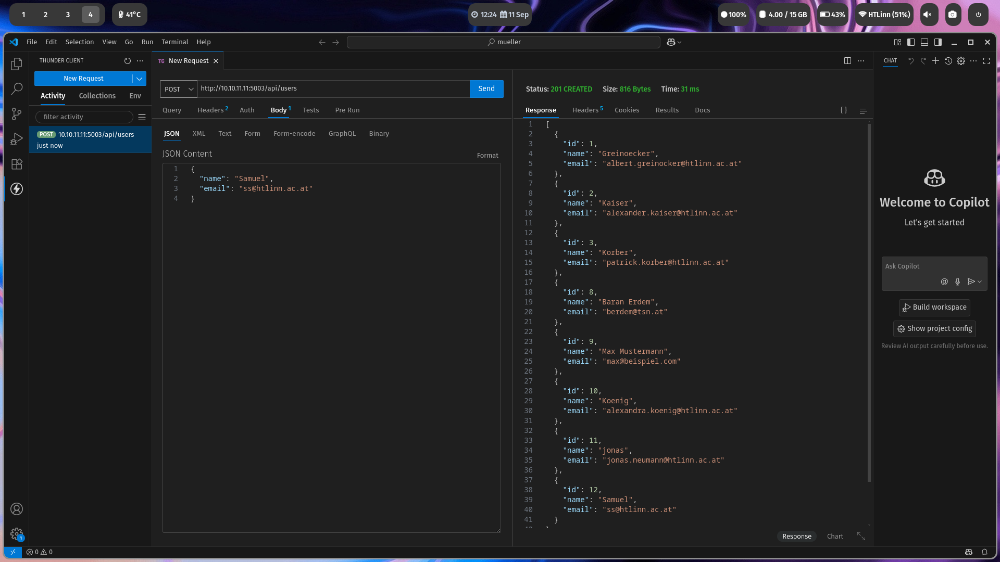 1 2 3 4 41°C 12:24 11 Sep 100% 4.00 / 15 GB 43% HTLinn (51%)
File Edit Selection View Go Run Terminal Help mueller
THUNDER CLIENT
New Request
Activity Collections Env
filter activity
POST 10.10.11.11:5003/api/users
just now
TC New Request
POST http://10.10.11.11:5003/api/users Send
Query Headers 2 Auth Body 1 Tests Pre Run
JSON XML Text Form Form-encode GraphQL Binary
JSON Content Format
1 {
2 "name": "Samuel",
3 "email": "ss@htlinn.ac.at"
4 }
Status: 201 CREATED Size: 816 Bytes Time: 31 ms
Response Headers 5 Cookies Results Docs { }
1 [
2 {
3 "id": 1,
4 "name": "Greinoecker",
5 "email": "albert.greinocker@htlinn.ac.at"
6 },
7 {
8 "id": 2,
9 "name": "Kaiser",
10 "email": "alexander.kaiser@htlinn.ac.at"
11 },
12 {
13 "id": 3,
14 "name": "Korber",
15 "email": "patrick.korber@htlinn.ac.at"
16 },
17 {
18 "id": 8,
19 "name": "Baran Erdem",
20 "email": "berdem@tsn.at"
21 },
22 {
23 "id": 9,
24 "name": "Max Mustermann",
25 "email": "max@beispiel.com"
26 },
27 {
28 "id": 10,
29 "name": "Koenig",
30 "email": "alexandra.koenig@htlinn.ac.at"
31 },
32 {
33 "id": 11,
34 "name": "jonas",
35 "email": "jonas.neumann@htlinn.ac.at"
36 },
37 {
38 "id": 12,
39 "name": "Samuel",
40 "email": "ss@htlinn.ac.at"
41 }
Response Chart
CHAT
Welcome to Copilot
Let's get started
Ask Copilot
@
Build workspace
Show project config
Review AI output carefully before use.
1
0 0